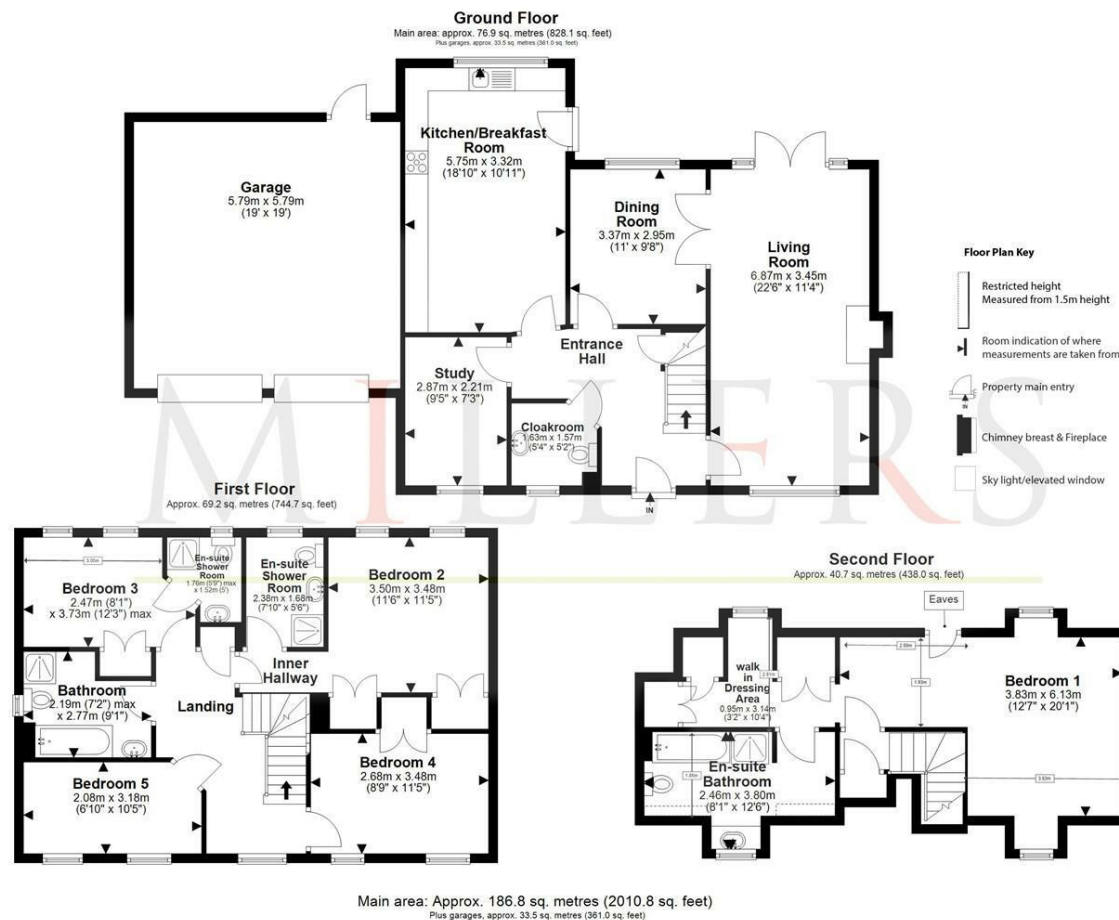 Ground Floor
Main area: approx. 76.9 sq. metres (828.1 sq. feet)
Plus garages, approx. 33.5 sq. metres (361.0 sq. feet)
Kitchen/Breakfast
Room
5.75m x 3.32m
(18'10" x 10'11")
Garage
5.79m x 5.79m
(19' x 19')
Dining
Room
3.37m x 2.95m
(11' x 9'8")
Living
Room
6.87m x 3.45m
(22'6" x 11'4")
Entrance
Hall
Study
2.87m x 2.21m
(9'5" x 7'3")
Cloakroom
1.63m x 1.57m
(5'4" x 5'2")
IN
Floor Plan Key
Restricted height
Measured from 1.5m height
Room indication of where
measurements are taken from
Property main entry
IN
Chimney breast & Fireplace
Sky light/elevated window
MILLERS
First Floor
Approx. 69.2 sq. metres (744.7 sq. feet)
3.00m
Bedroom 3
2.47m (8'1")
x 3.73m (12'3") max
En-suite
Shower
Room
1.76m (5'9") max
x 1.52m (5')
En-suite
Shower
Room
2.38m x 1.68m
(7'10" x 5'6")
Bedroom 2
3.50m x 3.48m
(11'6" x 11'5")
Inner
Hallway
Bathroom
2.19m (7'2") max
x 2.77m (9'1")
Landing
Bedroom 5
2.08m x 3.18m
(6'10" x 10'5")
Bedroom 4
2.68m x 3.48m
(8'9" x 11'5")
Second Floor
Approx. 40.7 sq. metres (438.0 sq. feet)
Eaves
walk
in
Dressing
Area
0.95m x 3.14m
(3'2" x 10'4")
Bedroom 1
3.83m x 6.13m
(12'7" x 20'1")
En-suite
Bathroom
2.46m x 3.80m
(8'1" x 12'6")
Main area: Approx. 186.8 sq. metres (2010.8 sq. feet)
Plus garages, approx. 33.5 sq. metres (361.0 sq. feet)